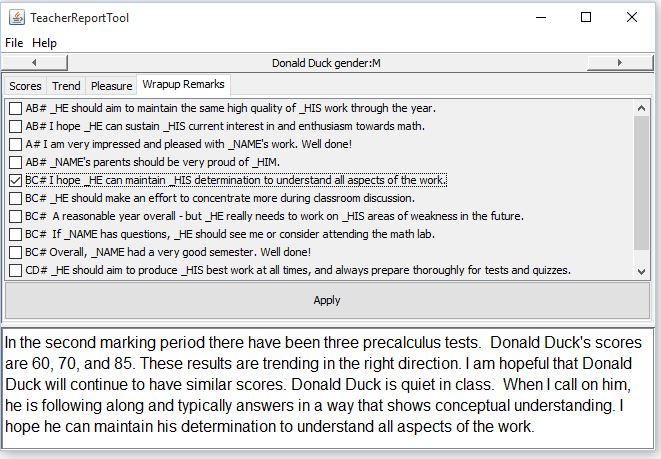 TeacherReportTool
File Help
Donald Duck gender:M
Scores Trend Pleasure Wrapup Remarks
AB# _HE should aim to maintain the same high quality of _HIS work through the year.
AB# I hope _HE can sustain _HIS current interest in and enthusiasm towards math.
A# I am very impressed and pleased with _NAME's work. Well done!
AB# _NAME's parents should be very proud of _HIM.
BC# I hope _HE can maintain _HIS determination to understand all aspects of the work.
BC# _HE should make an effort to concentrate more during classroom discussion.
BC# A reasonable year overall - but _HE really needs to work on _HIS areas of weakness in the future.
BC# If _NAME has questions, _HE should see me or consider attending the math lab.
BC# Overall, _NAME had a very good semester. Well done!
CD# _HE should aim to produce _HIS best work at all times, and always prepare thoroughly for tests and quizzes.
Apply
In the second marking period there have been three precalculus tests. Donald Duck's scores
are 60, 70, and 85. These results are trending in the right direction. I am hopeful that Donald
Duck will continue to have similar scores. Donald Duck is quiet in class. When I call on him,
he is following along and typically answers in a way that shows conceptual understanding. I
hope he can maintain his determination to understand all aspects of the work.